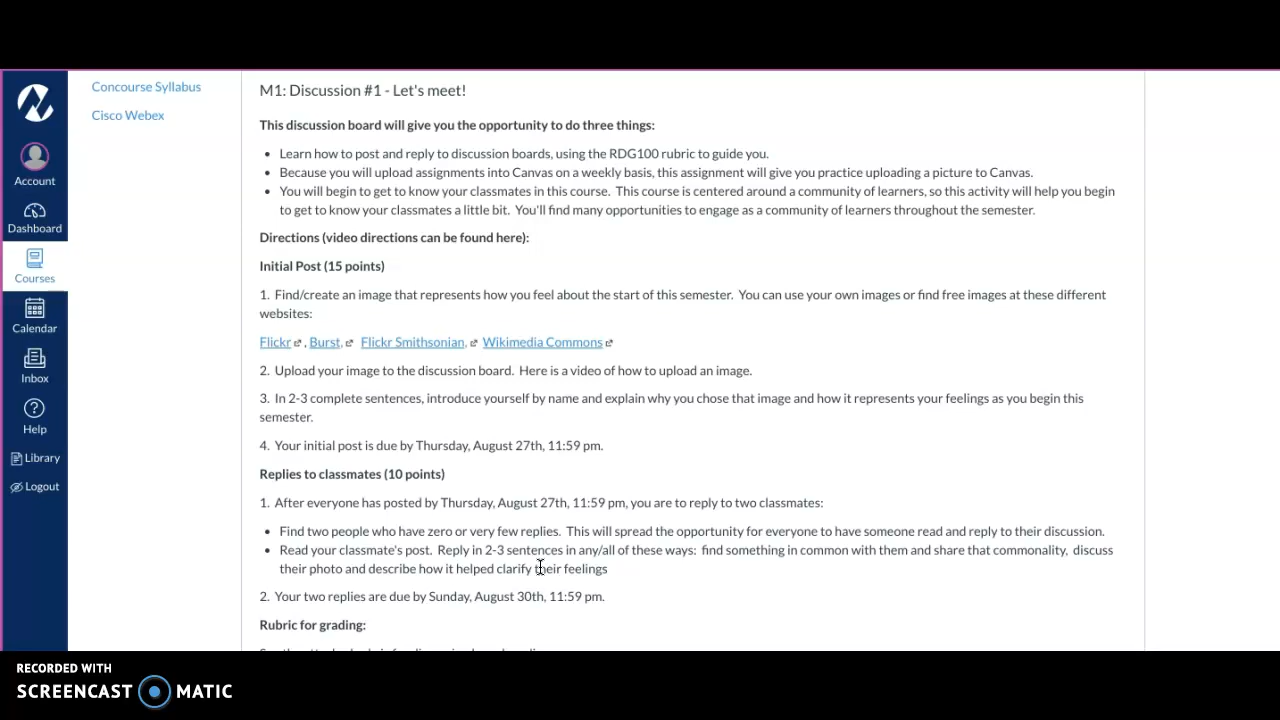 Concourse Syllabus
Cisco Webex
Account
Dashboard
Courses
Calendar
Inbox
Help
Library
Logout
M1: Discussion #1 - Let's meet!
This discussion board will give you the opportunity to do three things:
• Learn how to post and reply to discussion boards, using the RDG100 rubric to guide you.
• Because you will upload assignments into Canvas on a weekly basis, this assignment will give you practice uploading a picture to Canvas.
• You will begin to get to know your classmates in this course. This course is centered around a community of learners, so this activity will help you begin
to get to know your classmates a little bit. You'll find many opportunities to engage as a community of learners throughout the semester.
Directions (video directions can be found here):
Initial Post (15 points)
1. Find/create an image that represents how you feel about the start of this semester. You can use your own images or find free images at these different
websites:
Flickr , Burst, Flickr Smithsonian, Wikimedia Commons
2. Upload your image to the discussion board. Here is a video of how to upload an image.
3. In 2-3 complete sentences, introduce yourself by name and explain why you chose that image and how it represents your feelings as you begin this
semester.
4. Your initial post is due by Thursday, August 27th, 11:59 pm.
Replies to classmates (10 points)
1. After everyone has posted by Thursday, August 27th, 11:59 pm, you are to reply to two classmates:
• Find two people who have zero or very few replies. This will spread the opportunity for everyone to have someone read and reply to their discussion.
• Read your classmate's post. Reply in 2-3 sentences in any/all of these ways: find something in common with them and share that commonality, discuss
their photo and describe how it helped clarify their feelings
2. Your two replies are due by Sunday, August 30th, 11:59 pm.
Rubric for grading:
RECORDED WITH
SCREENCAST MATIC